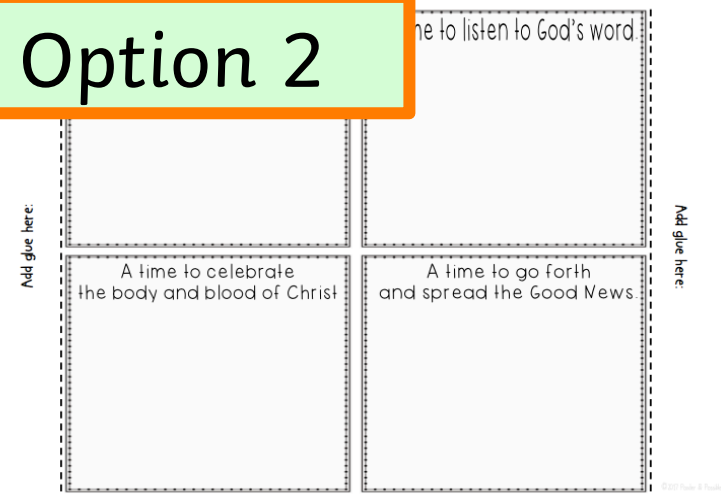 Option 2
me to listen to God's word.
Add glue here:
Add glue here:
A time to celebrate
the body and blood of Christ
A time to go forth
and spread the Good News.